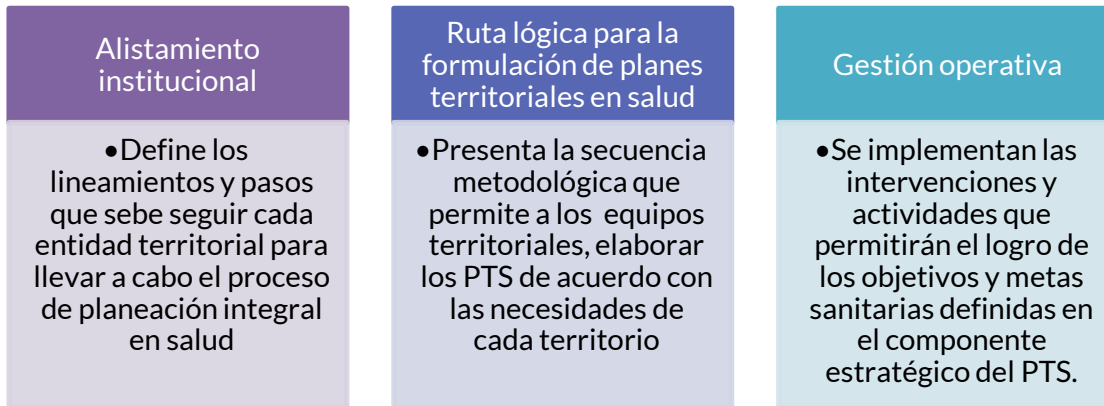 Alistamiento
institucional
•Define los
lineamientos y pasos
que sebe seguir cada
entidad territorial para
llevar a cabo el proceso
de planeación integral
en salud
Ruta lógica para la
formulación de planes
territoriales en salud
•Presenta la secuencia
metodológica que
permite a los equipos
territoriales, elaborar
los PTS de acuerdo con
las necesidades de
cada territorio
Gestión operativa
•Se implementan las
intervenciones y
actividades que
permitirán el logro de
los objetivos y metas
sanitarias definidas en
el componente
estratégico del PTS.